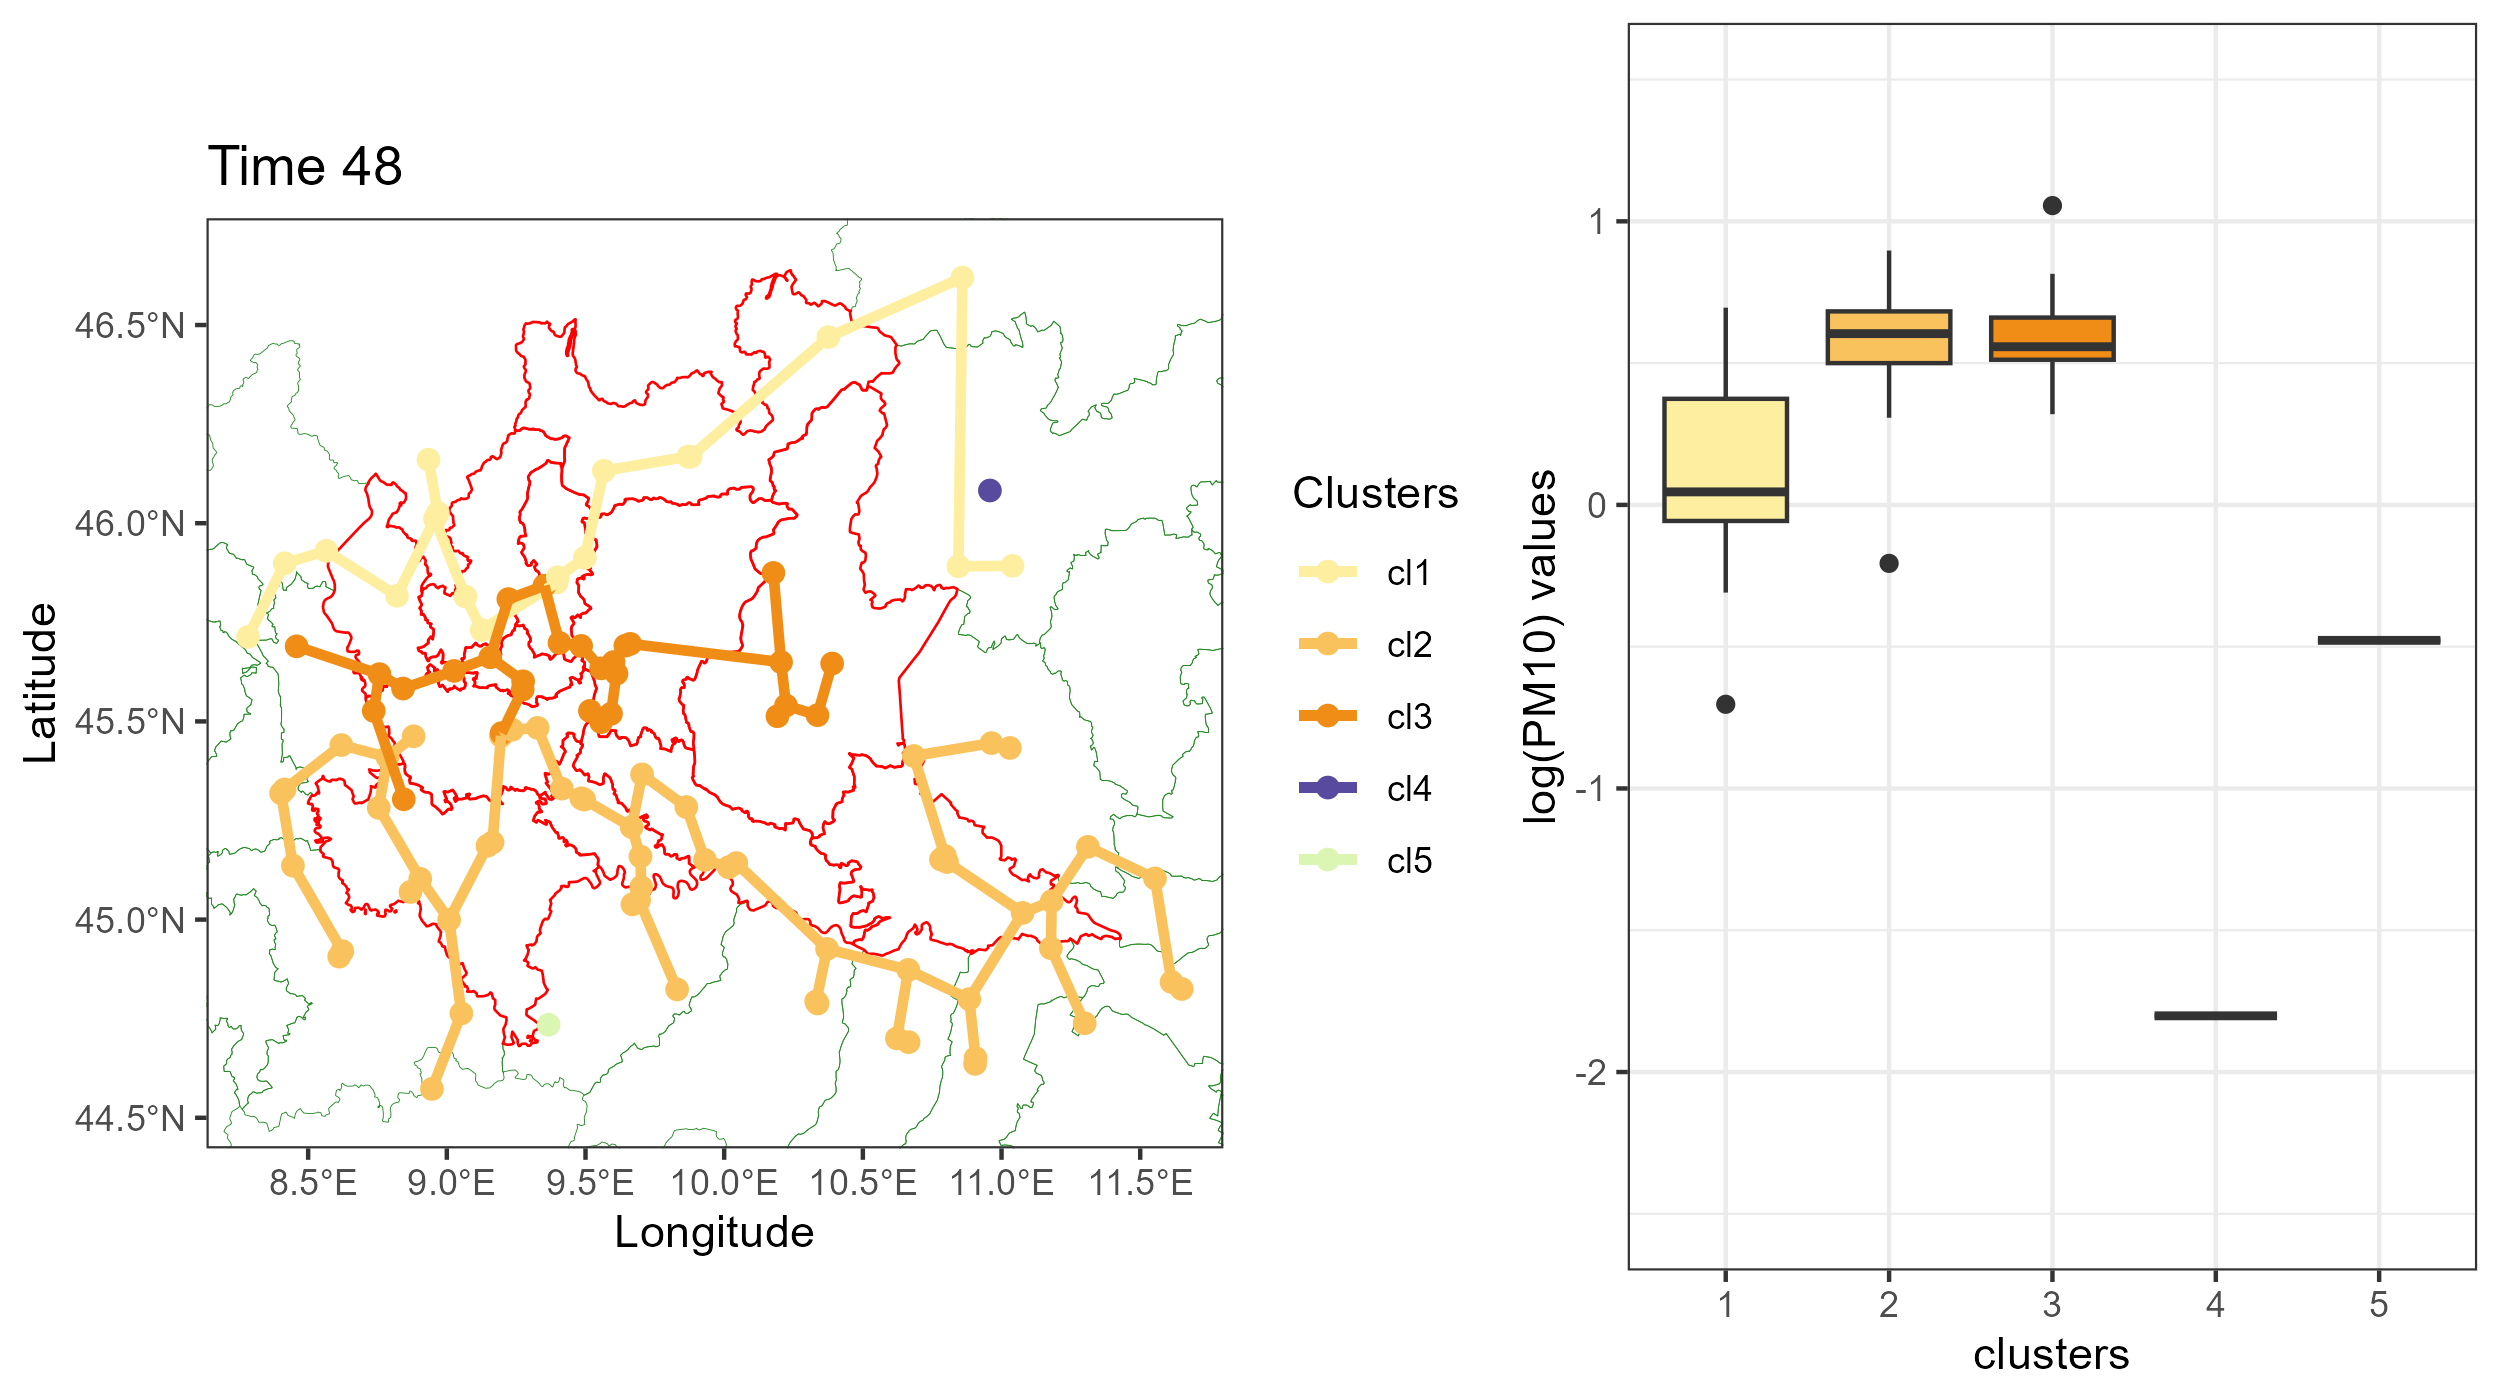 Time 48
46.5°N
46.0°N
45.5°N
45.0°N
44.5°N
Latitude
8.5°E 9.0°E 9.5°E 10.0°E 10.5°E 11.0°E 11.5°E
Longitude
Clusters
cl1
cl2
cl3
cl4
cl5
log(PM10) values
1
0
-1
-2
1 2 3 4 5
clusters